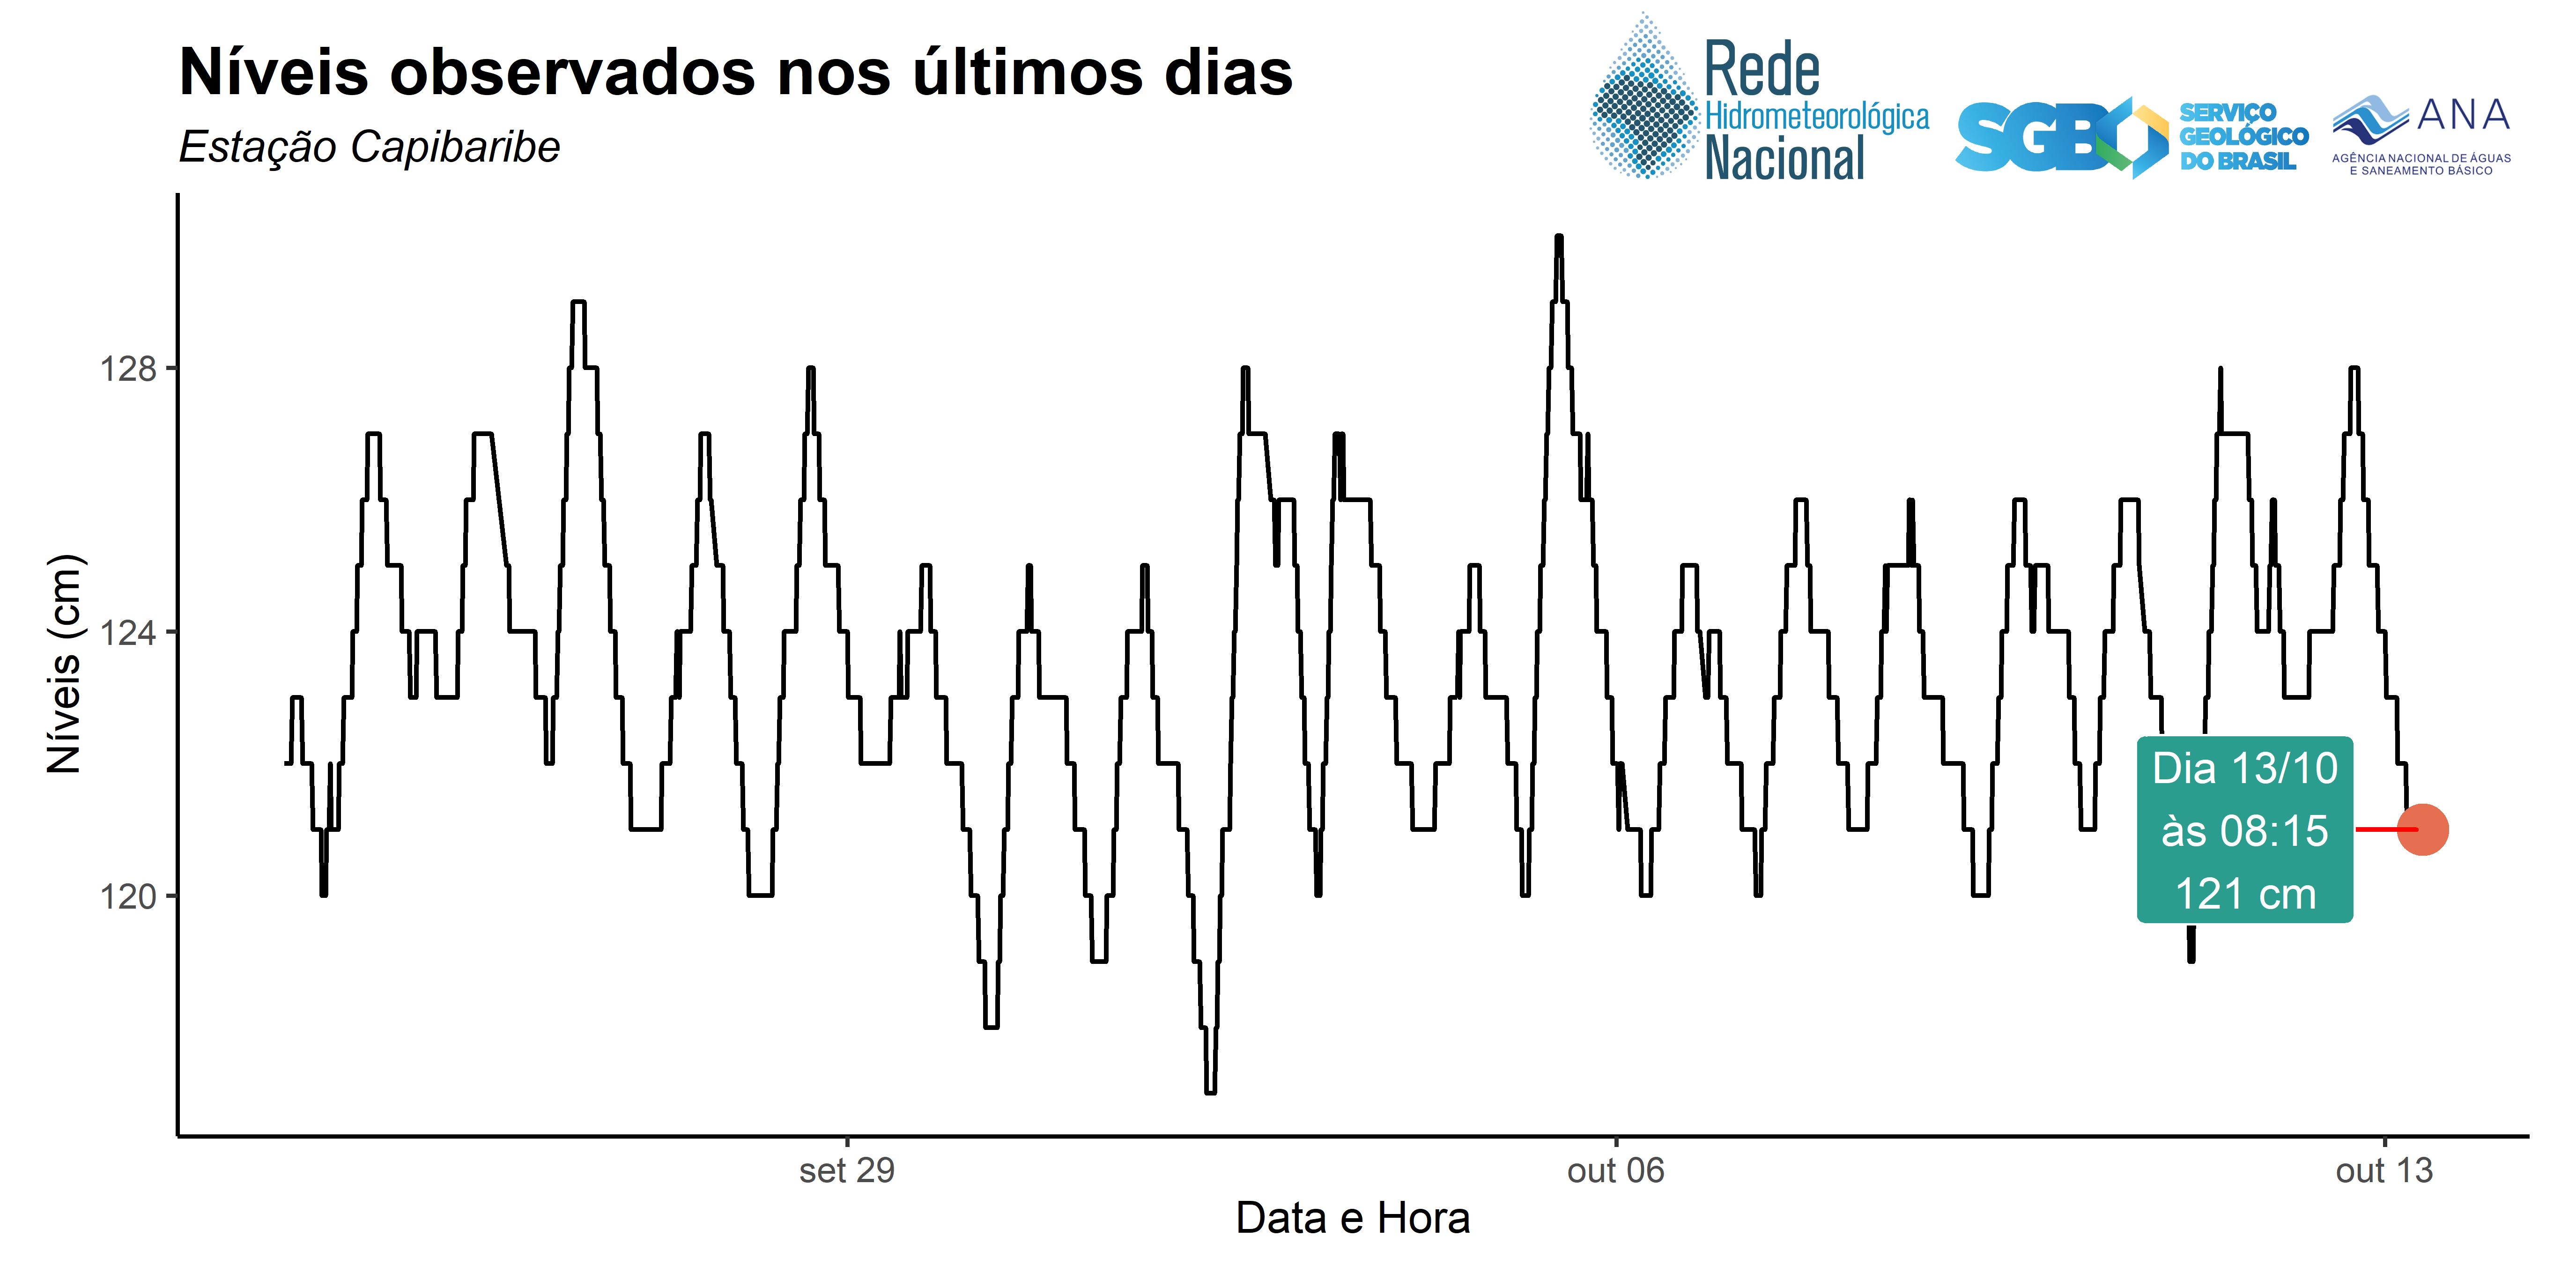 Níveis observados nos últimos dias
Estação Capibaribe
Rede
Hidrometeorológica
Nacional
SGB
SERVIÇO
GEOLÓGICO
DO BRASIL
ANA
AGÊNCIA NACIONAL DE ÁGUAS
E SANEAMENTO BÁSICO
Níveis (cm)
128
124
120
Dia 13/10
às 08:15
121 cm
set 29
out 06
out 13
Data e Hora